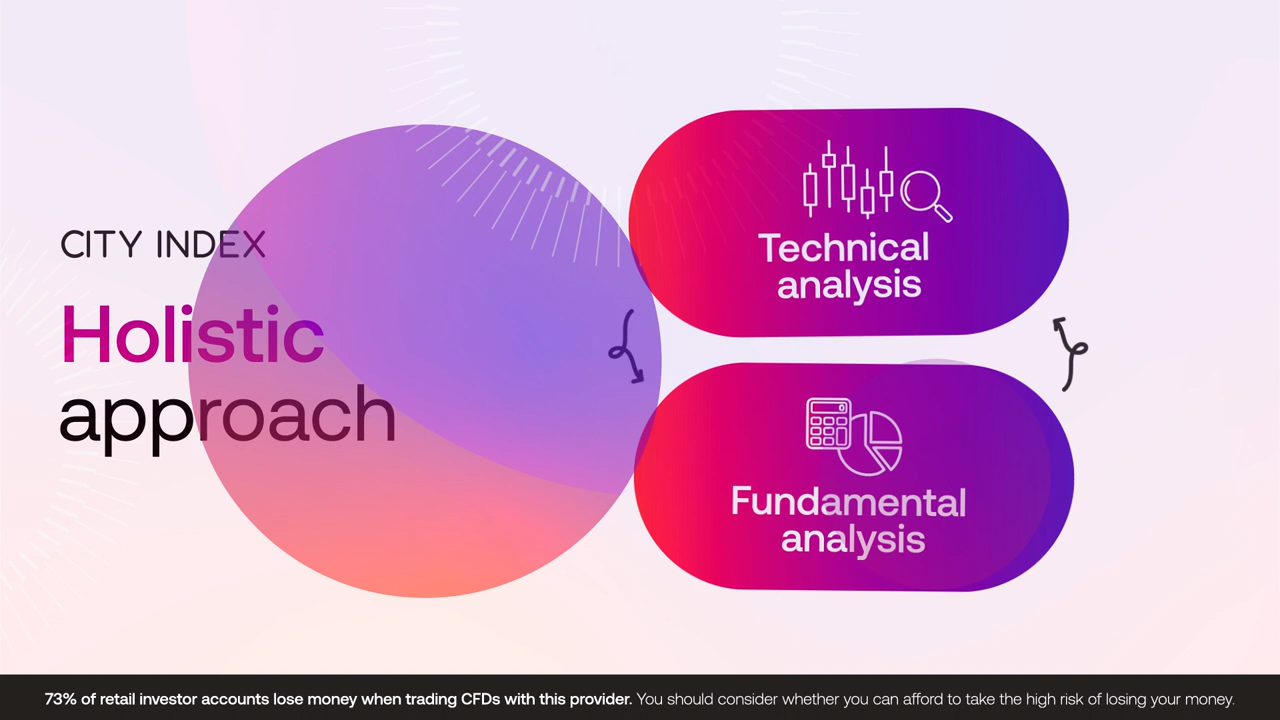 CITY INDEX
Holistic
approach
Technical
analysis
Fundamental
analysis
73% of retail investor accounts lose money when trading CFDs with this provider. You should consider whether you can afford to take the high risk of losing your money.